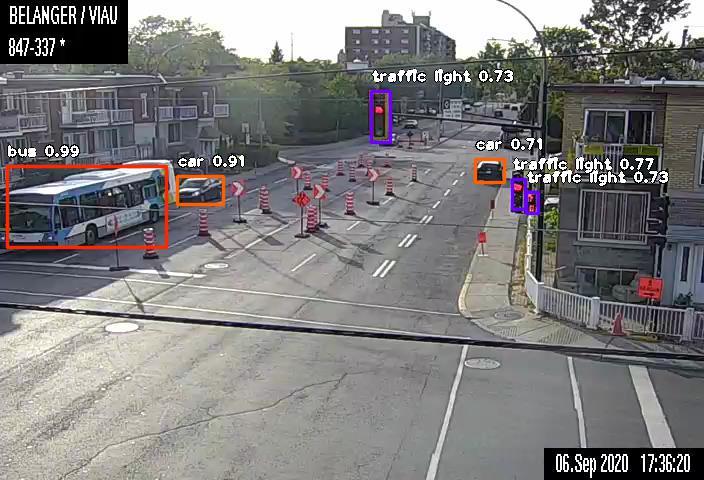 BELANGER / VIAU
847-337 *
traffic light 0.73
car 0.71
bus 0.99
car 0.91
traffic light 0.77
traffic light 0.73
06.Sep 2020 17:36:20